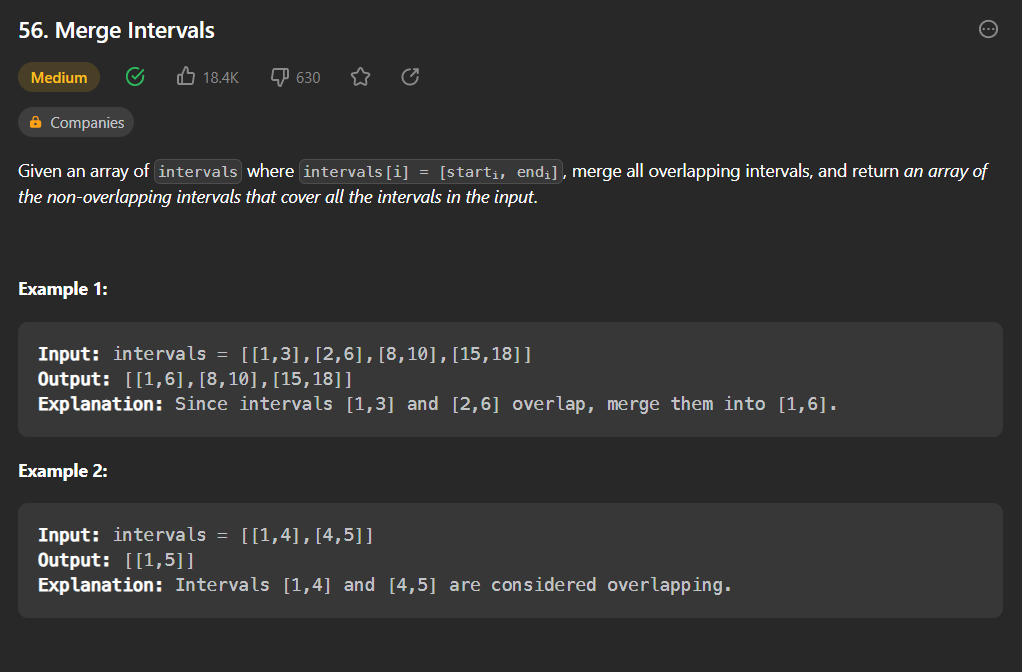 56. Merge Intervals
Medium 18.4K 630
Companies
Given an array of intervals where intervals[i] = [startᵢ, endᵢ], merge all overlapping intervals, and return an array of
the non-overlapping intervals that cover all the intervals in the input.
Example 1:
Input: intervals = [[1,3],[2,6],[8,10],[15,18]]
Output: [[1,6],[8,10],[15,18]]
Explanation: Since intervals [1,3] and [2,6] overlap, merge them into [1,6].
Example 2:
Input: intervals = [[1,4],[4,5]]
Output: [[1,5]]
Explanation: Intervals [1,4] and [4,5] are considered overlapping.